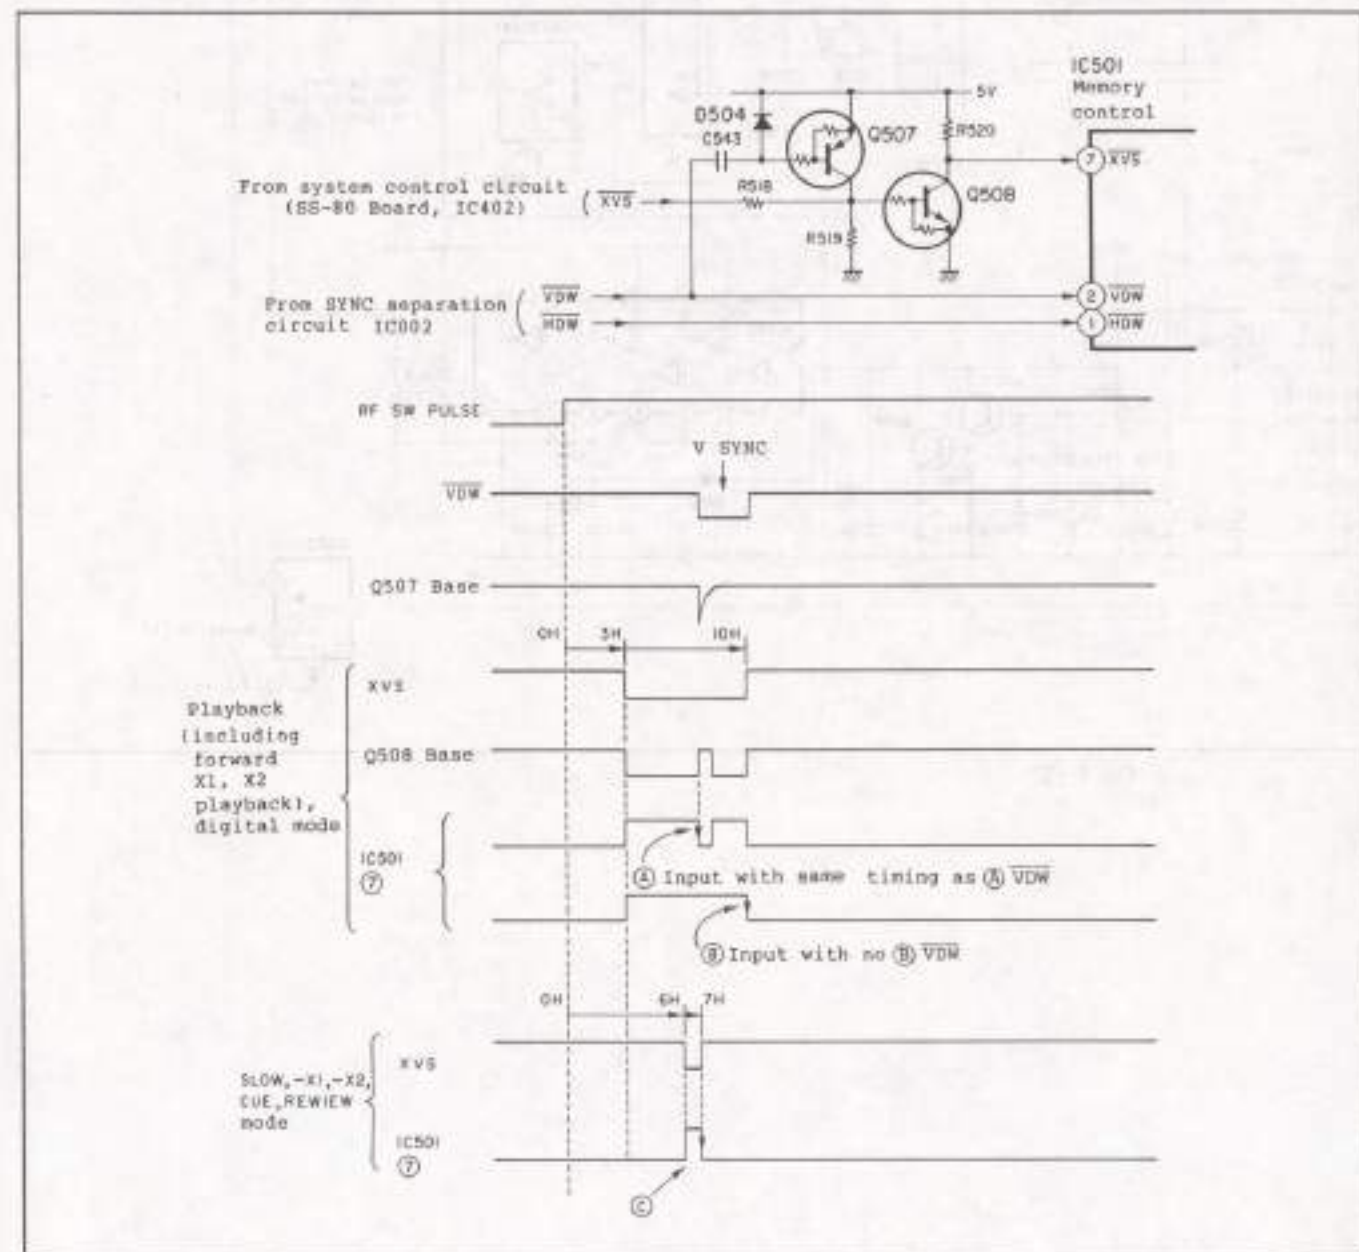 IC501
Memory
control
5V
D504
C543
Q507
R520
⑦ XVS
From system control circuit
(SS-80 Board, IC402)
( XVS
R518
Q508
R519
From SYNC separation
circuit IC002
( VDW
HDW
② VDW
① HDW
RF SW PULSE
V SYNC
VDW
Q507 Base
0H
3H
10H
XVS
Playback
(including
forward
X1, X2
playback),
digital mode
Q508 Base
IC501
⑦
Ⓐ Input with same timing as Ⓐ VDW
Ⓑ Input with no Ⓑ VDW
0H
6H
7H
XVS
SLOW,-X1,-X2,
CUE,REWIEW
mode
IC501
⑦
Ⓒ